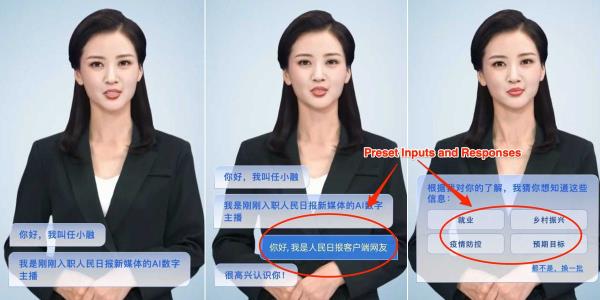 你好，我叫任小融
我是刚刚入职人民日报新媒体的AI数字
主播
Preset Inputs and Responses
你好，我叫任小融
我是刚刚入职人民日报新媒体的AI数字
主播
你好，我是人民日报客户端网友
很高兴认识你！
根据我对你的了解，我猜你想知道这些
信息：
就业
乡村振兴
疫情防控
预期目标
都不是，换一批